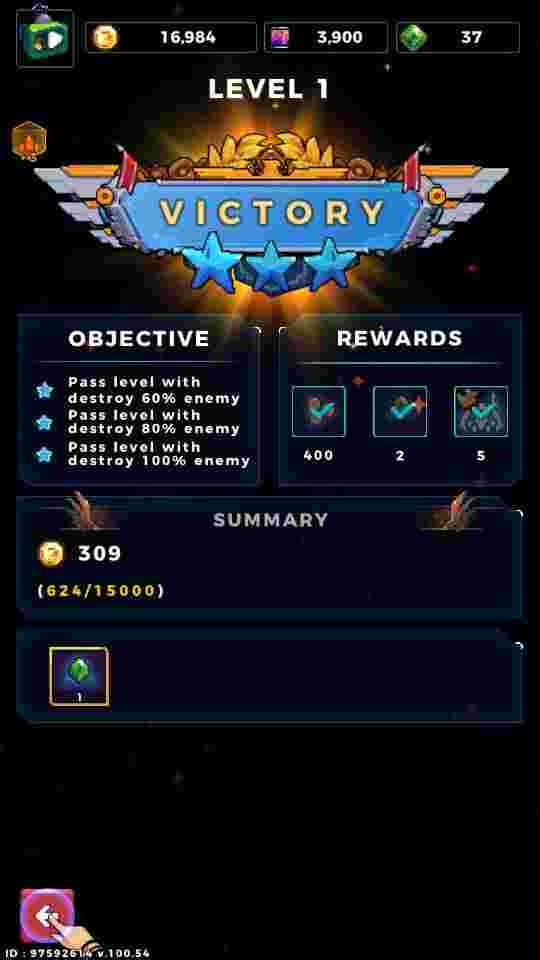 16,984
3,900
37
LEVEL 1
VICTORY
OBJECTIVE
Pass level with
destroy 60% enemy
Pass level with
destroy 80% enemy
Pass level with
destroy 100% enemy
REWARDS
400
2
5
SUMMARY
309
(624/15000)
1
ID : 97592614 v.100.54